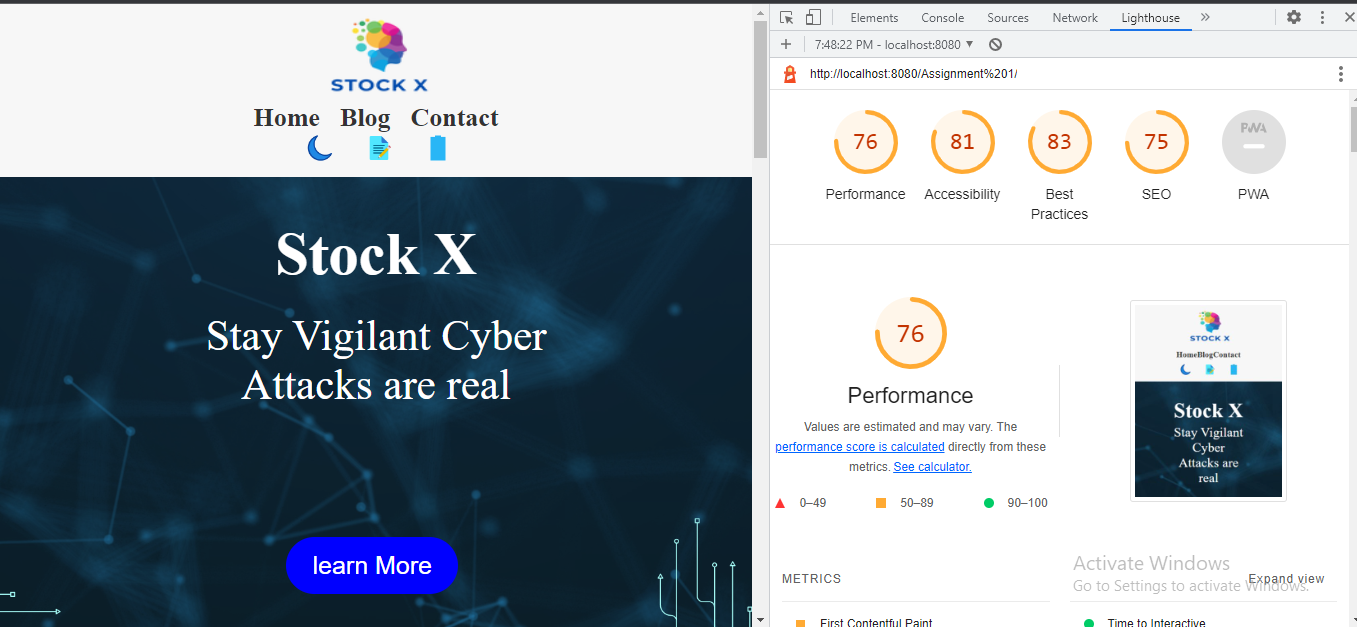 STOCK X
Home Blog Contact
Stock X
Stay Vigilant Cyber
Attacks are real
learn More
Elements Console Sources Network Lighthouse »
7:48:22 PM - localhost:8080
http://localhost:8080/Assignment%201/
76 81 83 75 PWA
Performance Accessibility Best Practices SEO PWA
76
Performance
Values are estimated and may vary. The
performance score is calculated directly from these
metrics. See calculator.
0–49 50–89 90–100
STOCK X
HomeBlogContact
Stock X
Stay Vigilant
Cyber
Attacks are
real
Activate Windows
Go to Settings to activate Windows.
METRICS Expand view
First Contentful Paint Time to Interactive